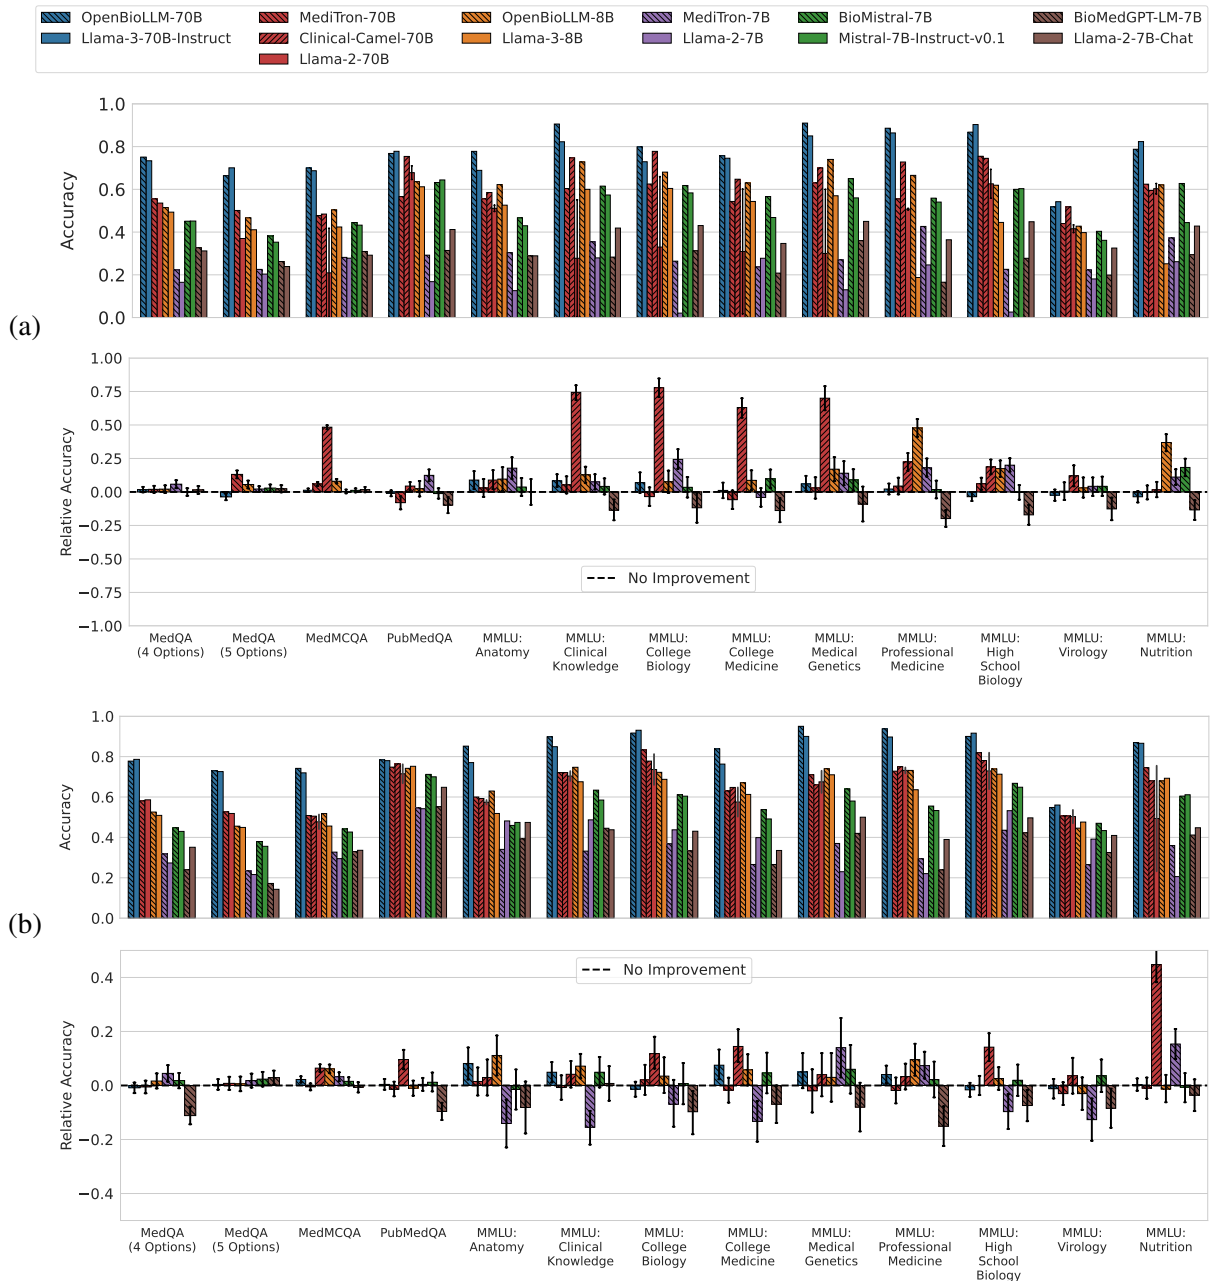 OpenBioLLM-70B MediTron-70B OpenBioLLM-8B MediTron-7B BioMistral-7B BioMedGPT-LM-7B
Llama-3-70B-Instruct Clinical-Camel-70B Llama-3-8B Llama-2-7B Mistral-7B-Instruct-v0.1 Llama-2-7B-Chat
Llama-2-70B
(a)
Accuracy
1.0
0.8
0.6
0.4
0.2
0.0
Relative Accuracy
1.00
0.75
0.50
0.25
0.00
−0.25
−0.50
−0.75
−1.00
No Improvement
MedQA MedQA MedMCQA PubMedQA MMLU: MMLU: MMLU: MMLU: MMLU: MMLU: MMLU: MMLU: MMLU:
(4 Options) (5 Options) Anatomy Clinical College College Medical Professional High Virology Nutrition
Knowledge Biology Medicine Genetics Medicine School
Biology
(b)
Accuracy
1.0
0.8
0.6
0.4
0.2
0.0
Relative Accuracy
0.4
0.2
0.0
−0.2
−0.4
No Improvement
MedQA MedQA MedMCQA PubMedQA MMLU: MMLU: MMLU: MMLU: MMLU: MMLU: MMLU: MMLU: MMLU:
(4 Options) (5 Options) Anatomy Clinical College College Medical Professional High Virology Nutrition
Knowledge Biology Medicine Genetics Medicine School
Biology